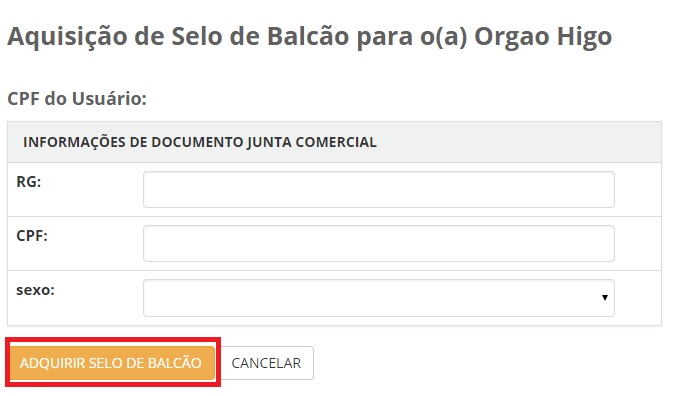 Aquisição de Selo de Balcão para o(a) Orgao Higo
CPF do Usuário:
INFORMAÇÕES DE DOCUMENTO JUNTA COMERCIAL
RG:
CPF:
sexo:
ADQUIRIR SELO DE BALCÃO CANCELAR